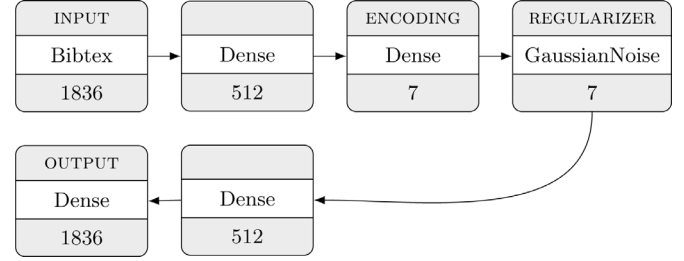 INPUT
Bibtex
1836
Dense
512
ENCODING
Dense
7
REGULARIZER
GaussianNoise
7
OUTPUT
Dense
1836
Dense
512